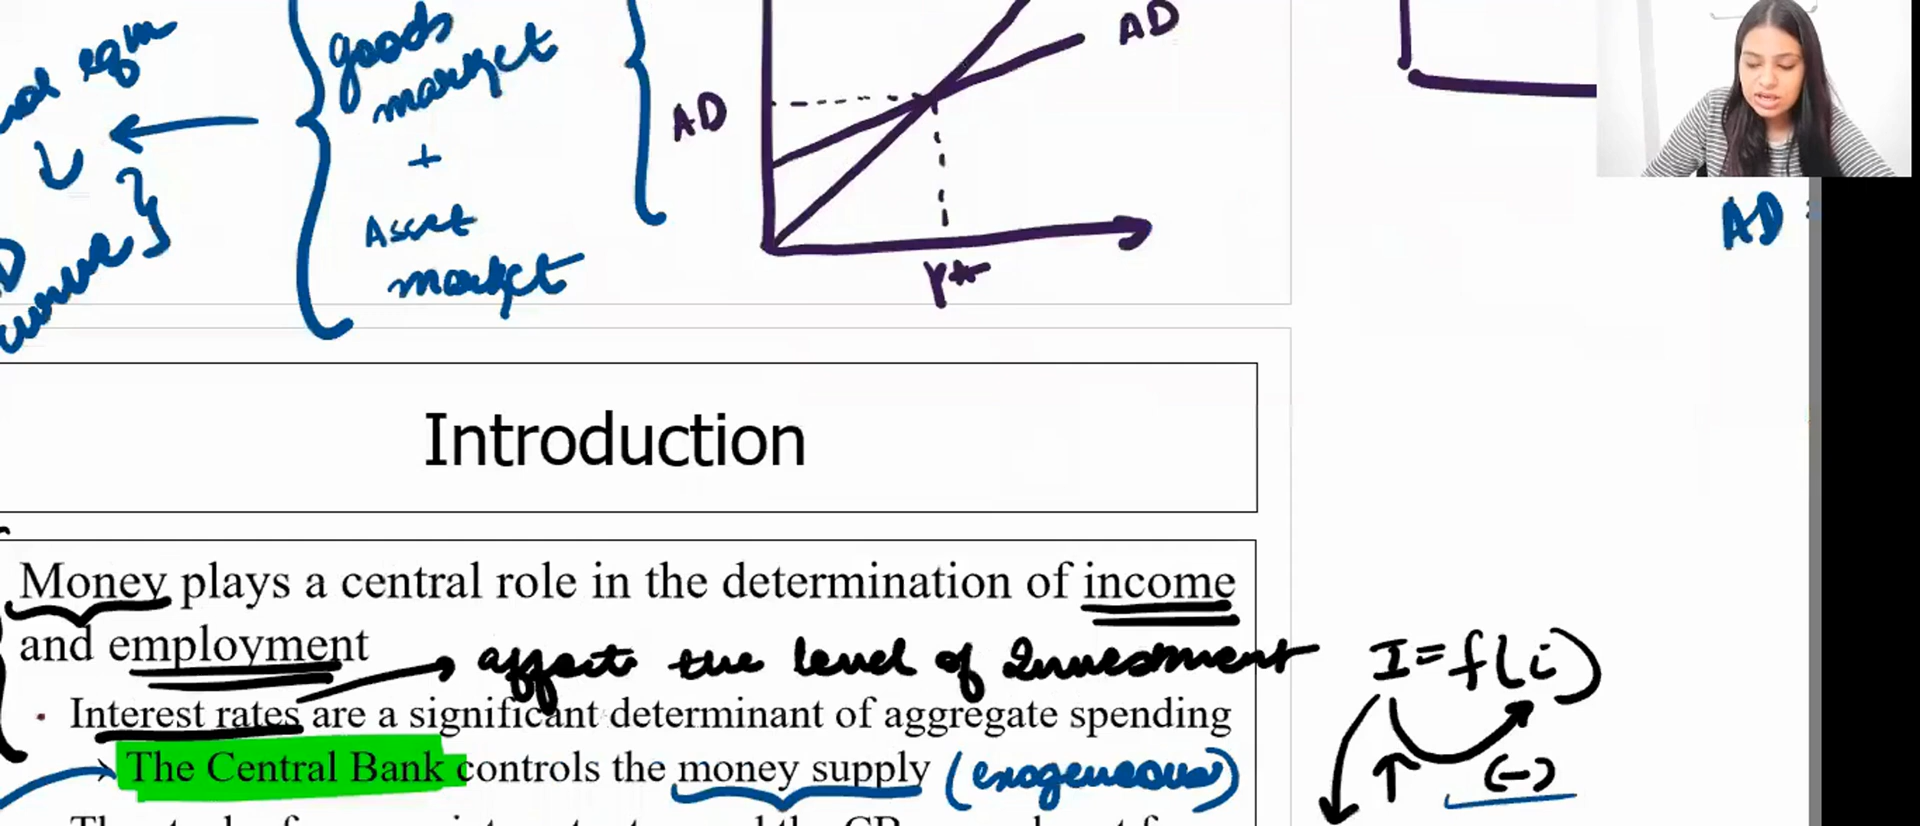 eqm
goods
market
+
Asset
market
curve}
AD
AD
Y*
AD
Introduction
Money plays a central role in the determination of income
and employment
affects the level of Investment
I = f(i)
Interest rates are a significant determinant of aggregate spending
The Central Bank controls the money supply (exogeneous)
(-)